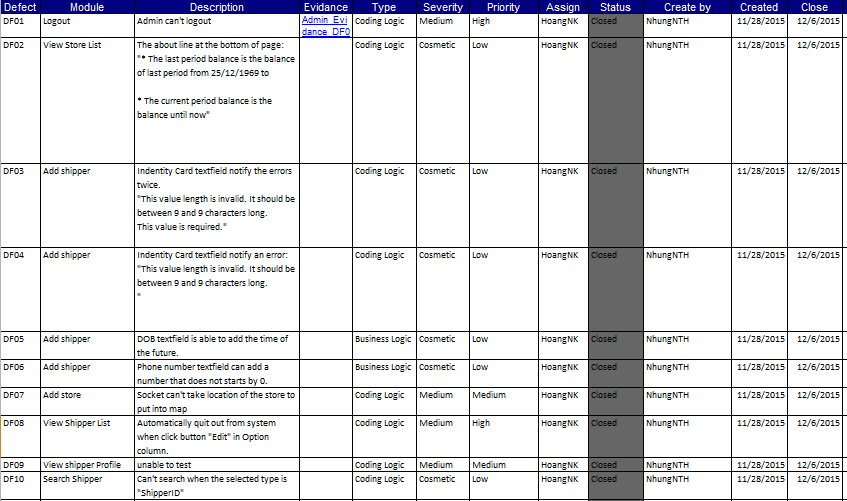 Defect Module Description Evidance Type Severity Priority Assign Status Create by Created Close
DF01 Logout Admin can't logout Admin_Evi Coding Logic Medium High HoangNK Closed NhungNTH 11/28/2015 12/6/2015
dance_DF0
DF02 View Store List The about line at the bottom of page: Coding Logic Cosmetic Low HoangNK Closed NhungNTH 11/28/2015 12/6/2015
"* The last period balance is the balance
of last period from 25/12/1969 to
* The current period balance is the
balance until now"
DF03 Add shipper Indentity Card textfield notify the errors Coding Logic Cosmetic Low HoangNK Closed NhungNTH 11/28/2015 12/6/2015
twice.
"This value length is invalid. It should be
between 9 and 9 characters long.
This value is required."
DF04 Add shipper Indentity Card textfield notify an error: Coding Logic Cosmetic Low HoangNK Closed NhungNTH 11/28/2015 12/6/2015
"This value length is invalid. It should be
between 9 and 9 characters long.
"
DF05 Add shipper DOB textfield is able to add the time of Business Logic Cosmetic Low HoangNK Closed NhungNTH 11/28/2015 12/6/2015
the future.
DF06 Add shipper Phone number textfield can add a Business Logic Cosmetic Low HoangNK Closed NhungNTH 11/28/2015 12/6/2015
number that does not starts by 0.
DF07 Add store Socket can't take location of the store to Coding Logic Medium Medium HoangNK Closed NhungNTH 11/28/2015 12/6/2015
put into map
DF08 View Shipper List Automatically quit out from system Coding Logic Medium High HoangNK Closed NhungNTH 11/28/2015 12/6/2015
when click button "Edit" in Option
column.
DF09 View shipper Profile unable to test Coding Logic Medium Medium HoangNK Closed NhungNTH 11/28/2015 12/6/2015
DF10 Search Shipper Can't search when the selected type is Coding Logic Cosmetic Low HoangNK Closed NhungNTH 11/28/2015 12/6/2015
"ShipperID"